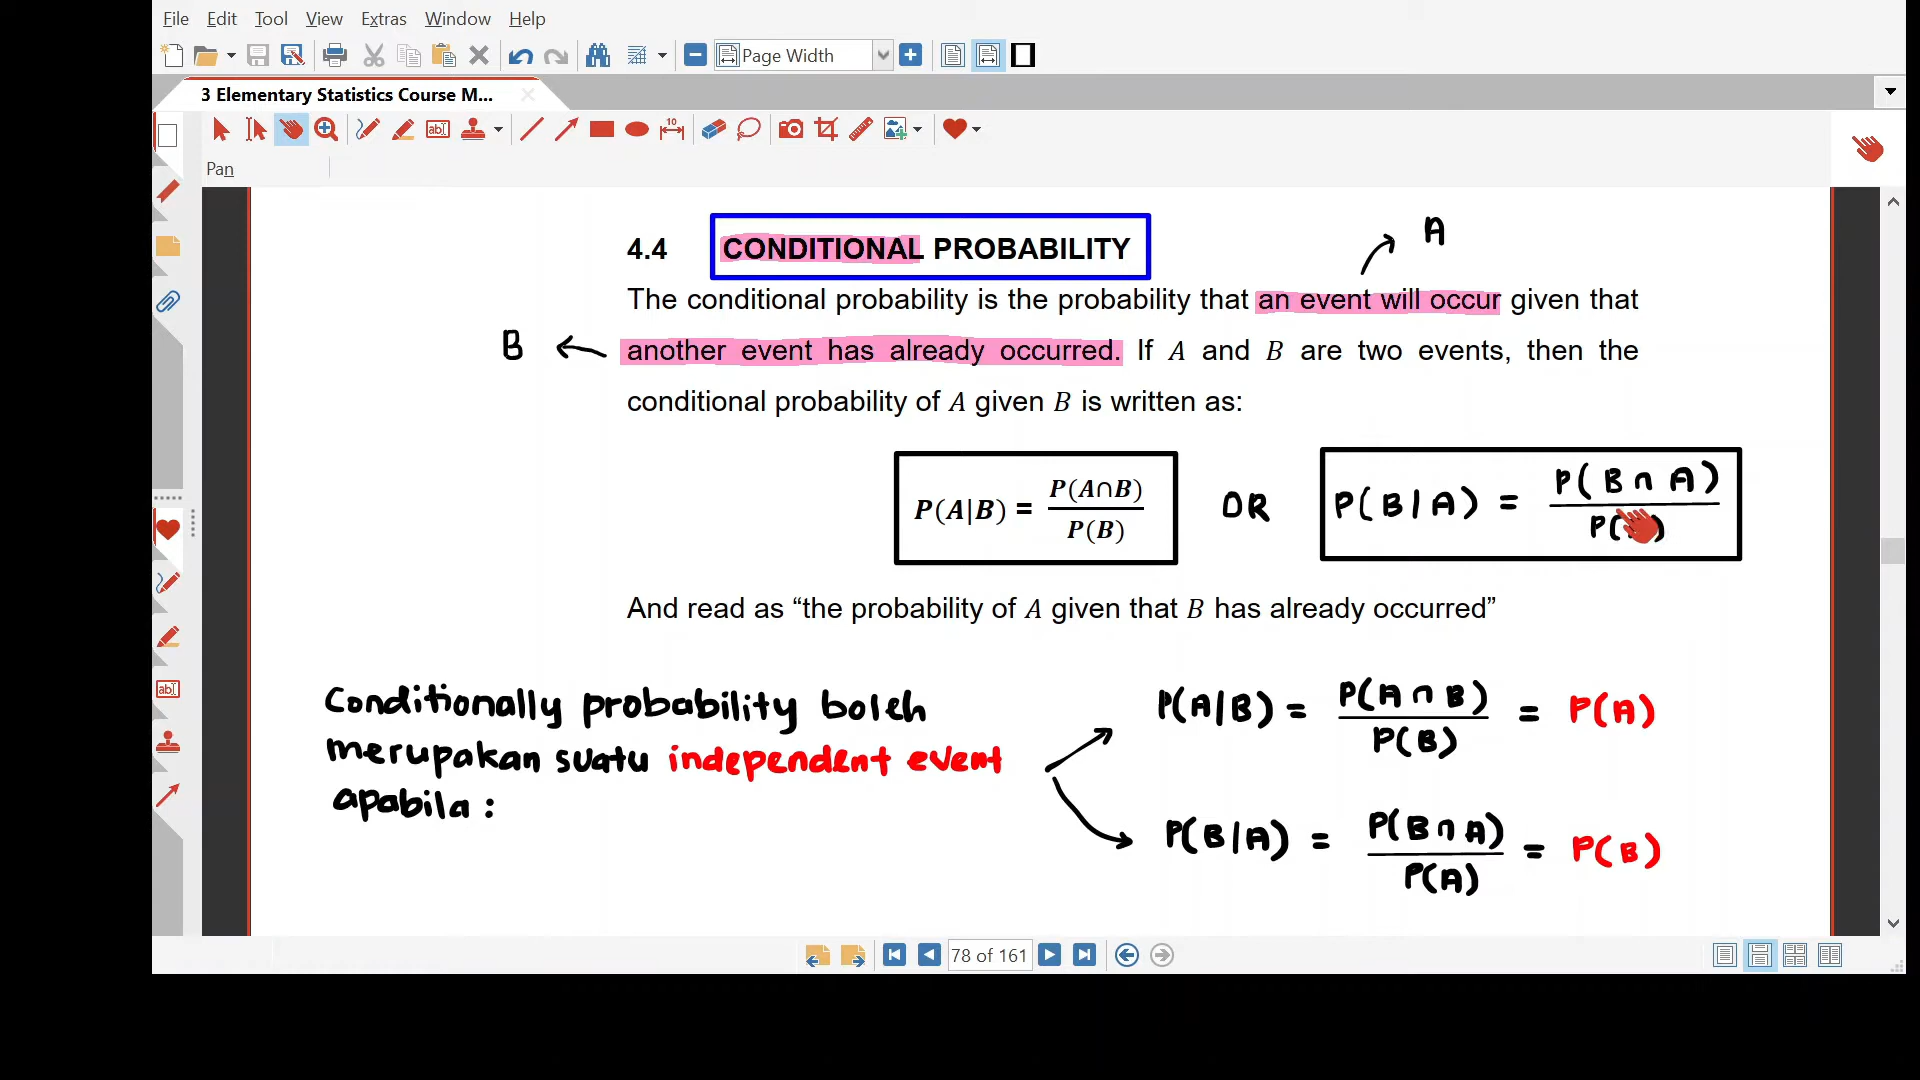 File Edit Tool View Extras Window Help
Page Width
3 Elementary Statistics Course M...
Pan
4.4 CONDITIONAL PROBABILITY
A
The conditional probability is the probability that an event will occur given that
B
another event has already occurred. If A and B are two events, then the
conditional probability of A given B is written as:
P(A|B) = P(A∩B) / P(B) OR P(B|A) = P(B∩A) / P( )
And read as “the probability of A given that B has already occurred”
Conditionally probability boleh
merupakan suatu independent event
apabila :
P(A|B) = P(A∩B) / P(B) = P(A)
P(B|A) = P(B∩A) / P(A) = P(B)
78 of 161